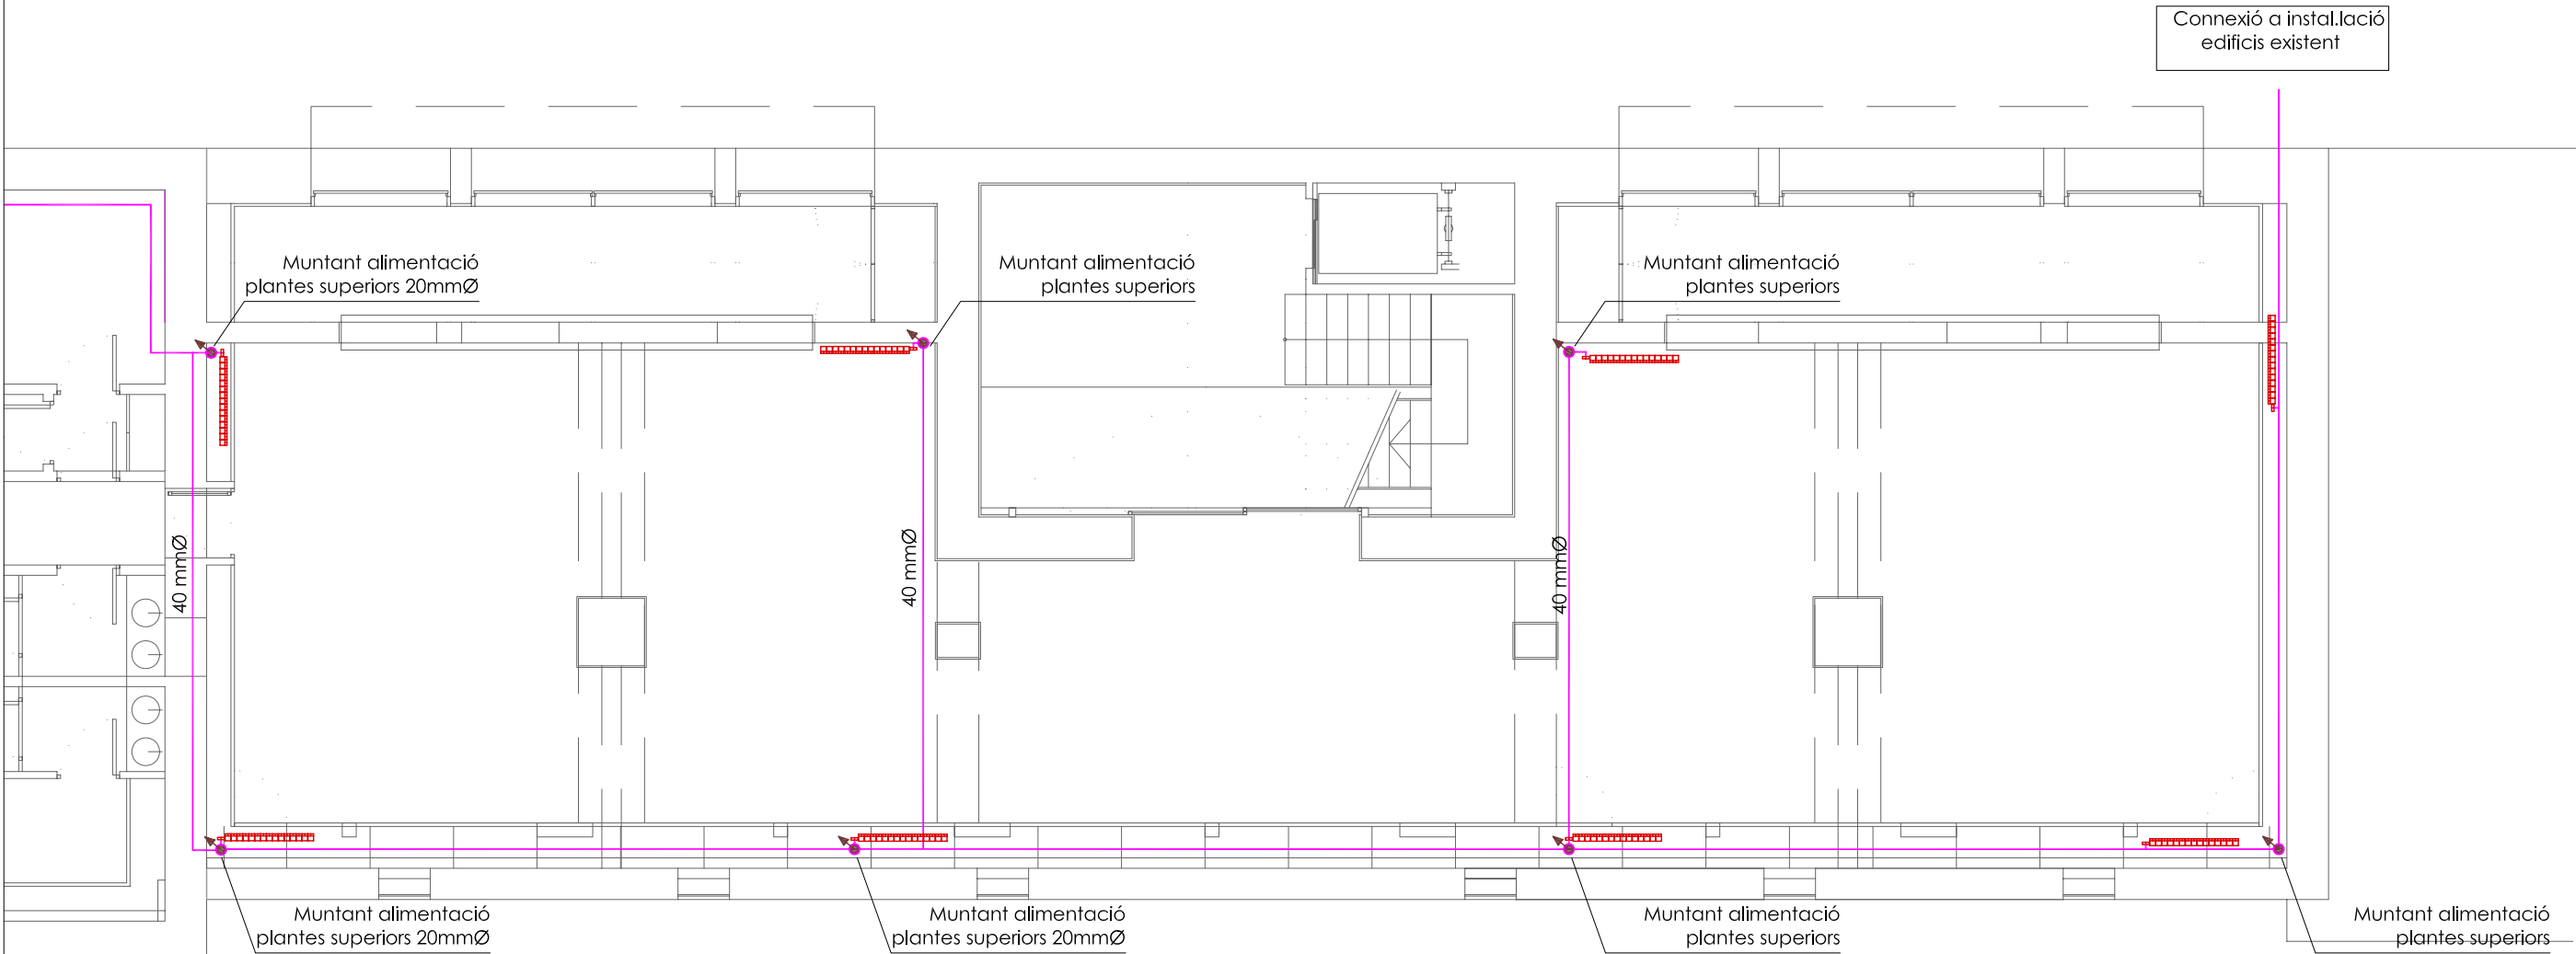 Connexió a instal.lació
edificis existent
Muntant alimentació
plantes superiors 20mmØ
Muntant alimentació
plantes superiors
Muntant alimentació
plantes superiors
40 mmØ
40 mmØ
40 mmØ
Muntant alimentació
plantes superiors 20mmØ
Muntant alimentació
plantes superiors 20mmØ
Muntant alimentació
plantes superiors
Muntant alimentació
plantes superiors